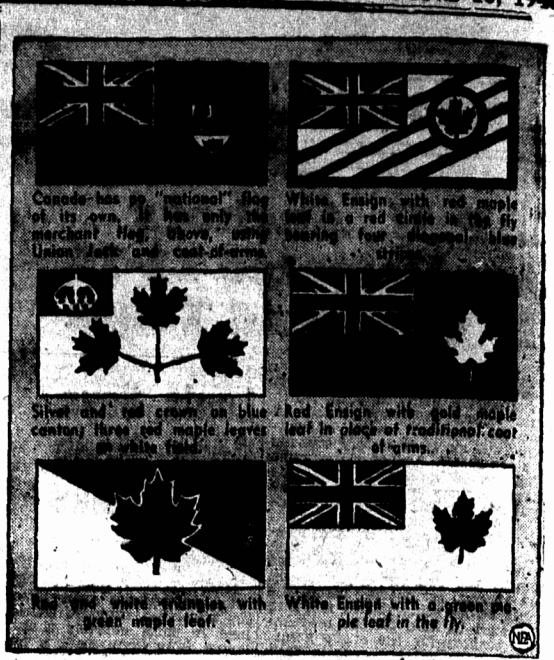 Canada has no "national" flag
of its own. It has only the
merchant flag, above, using
Union Jack and coat-of-arms.
White Ensign with red maple
leaf in a red circle in the fly
bearing four diagonal blue
stripes.
Silver and red crown on blue
canton; three red maple leaves
on white field.
Red Ensign with gold maple
leaf in place of traditional coat
of arms.
Red and white triangles with
green maple leaf.
White Ensign with a green ma-
ple leaf in the fly.
NEA